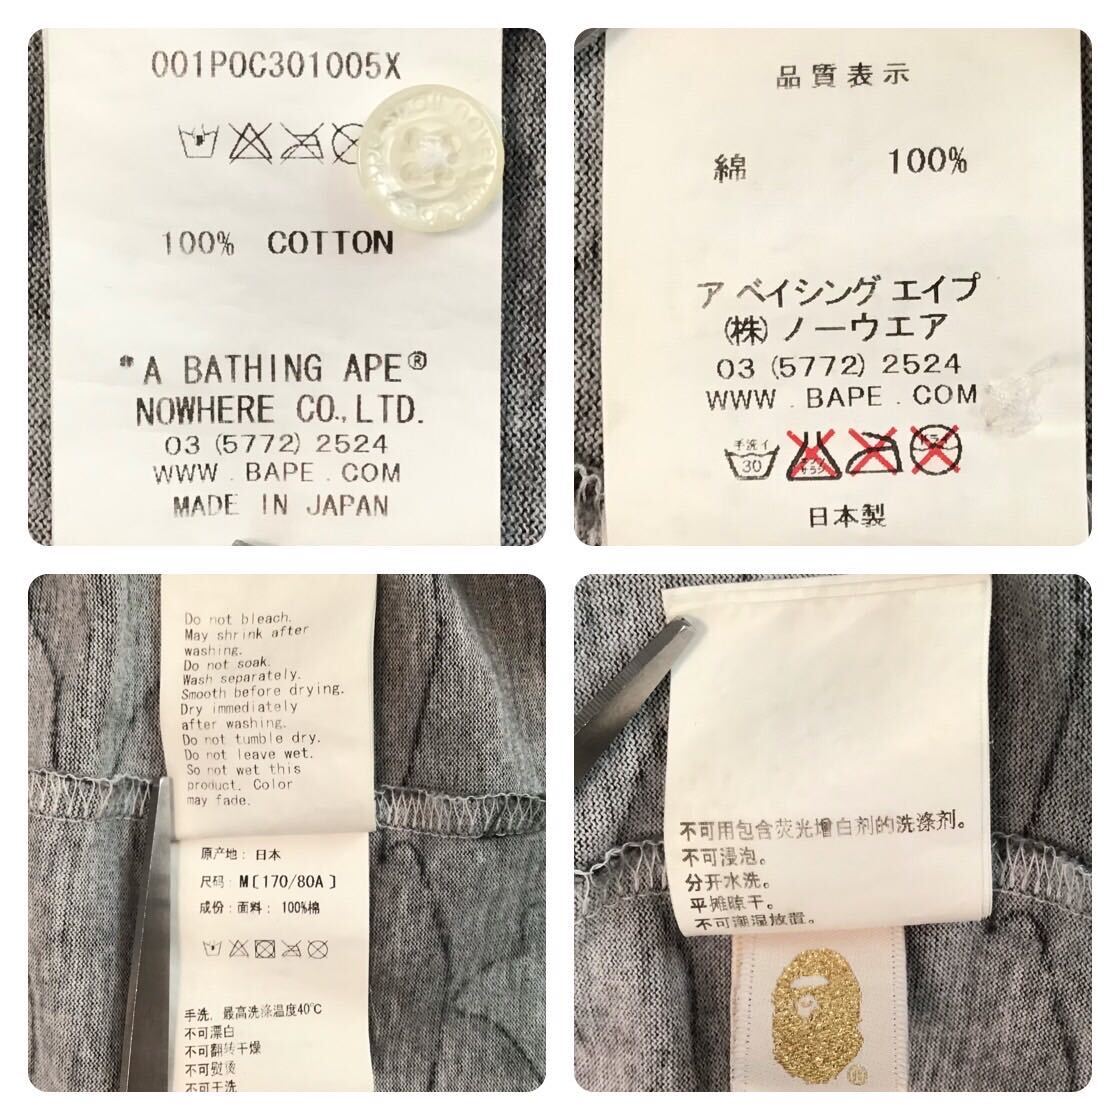 001POC301005X
100% COTTON
"A BATHING APE®
NOWHERE CO.,LTD.
03 (5772) 2524
WWW . BAPE . COM
MADE IN JAPAN
品質表示
綿 100%
ア ベイシング エイプ
(株) ノーウエア
03 (5772) 2524
WWW . BAPE . COM
手洗イ
30
日本製
Do not bleach.
May shrink after
washing.
Do not soak.
Wash separately.
Smooth before drying.
Dry immediately
after washing.
Do not tumble dry.
Do not leave wet.
So not wet this
product. Color
may fade.
原产地: 日本
尺码: M[170/80A]
成份: 面料: 100%棉
手洗, 最高洗涤温度40℃
不可漂白
不可翻转干燥
不可熨烫
不可干洗
不可用包含荧光增白剂的洗涤剂。
不可浸泡。
分开水洗。
平摊晾干。
不可潮湿放置。